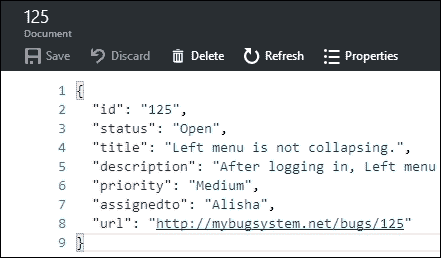 125
Document
Save Discard Delete Refresh Properties
1 {
2 "id": "125",
3 "status": "Open",
4 "title": "Left menu is not collapsing.",
5 "description": "After logging in, Left menu
6 "priority": "Medium",
7 "assignedto": "Alisha",
8 "url": "http://mybugsystem.net/bugs/125"
9 }